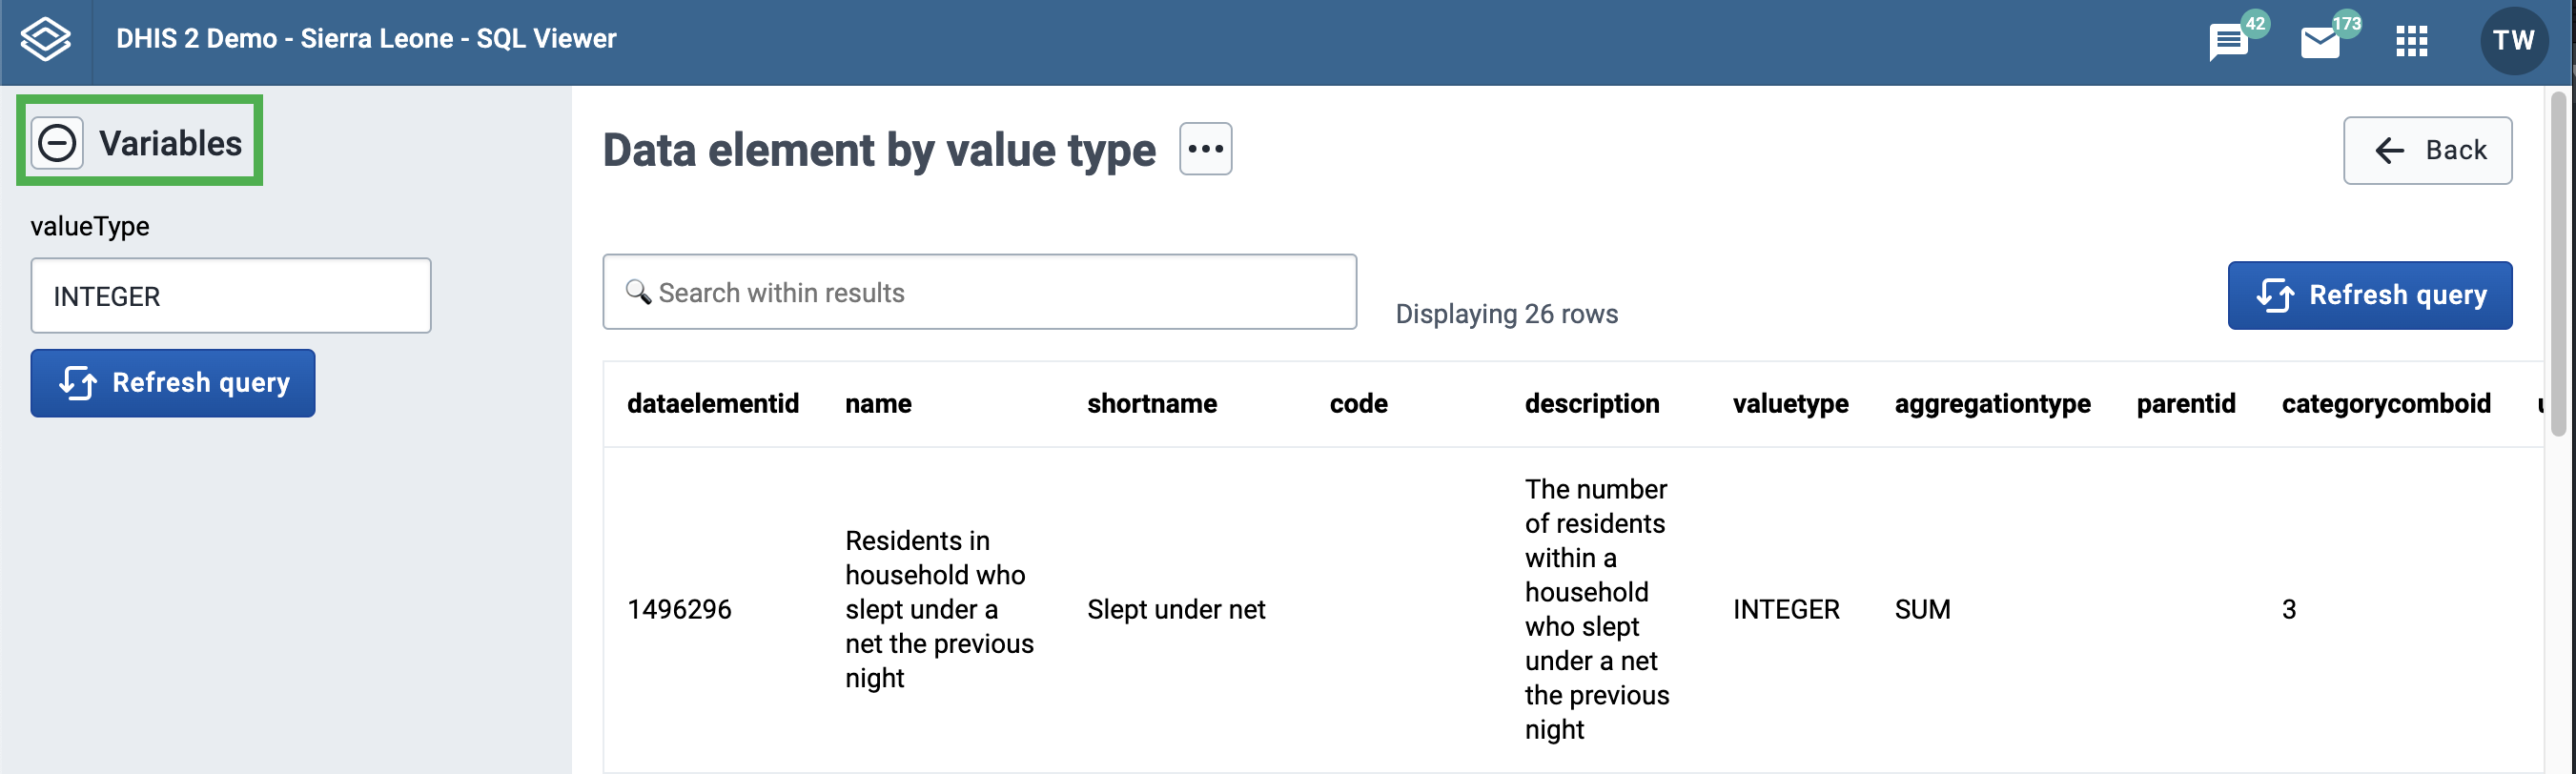 DHIS 2 Demo - Sierra Leone - SQL Viewer
42
173
TW
Variables
valueType
INTEGER
Refresh query
Data element by value type
Back
Search within results
Displaying 26 rows
Refresh query
dataelementid name shortname code description valuetype aggregationtype parentid categorycomboid
1496296
Residents in
household who
slept under a
net the previous
night
Slept under net
The number
of residents
within a
household
who slept
under a net
the previous
night
INTEGER
SUM
3